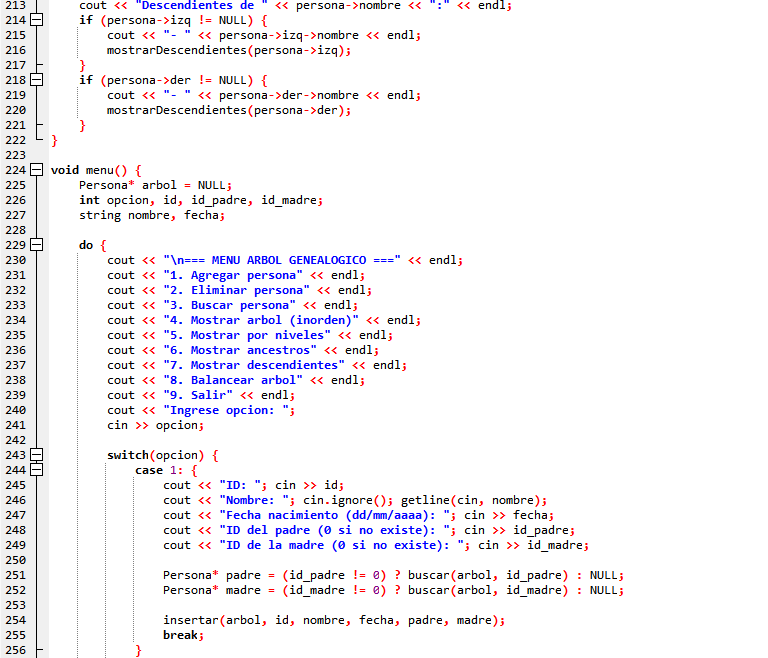 213 cout << "Descendientes de " << persona->nombre << ":" << endl;
214 if (persona->izq != NULL) {
215 cout << "- " << persona->izq->nombre << endl;
216 mostrarDescendientes(persona->izq);
217 }
218 if (persona->der != NULL) {
219 cout << "- " << persona->der->nombre << endl;
220 mostrarDescendientes(persona->der);
221 }
222 }
223
224 void menu() {
225 Persona* arbol = NULL;
226 int opcion, id, id_padre, id_madre;
227 string nombre, fecha;
228
229 do {
230 cout << "\n=== MENU ARBOL GENEALOGICO ===" << endl;
231 cout << "1. Agregar persona" << endl;
232 cout << "2. Eliminar persona" << endl;
233 cout << "3. Buscar persona" << endl;
234 cout << "4. Mostrar arbol (inorden)" << endl;
235 cout << "5. Mostrar por niveles" << endl;
236 cout << "6. Mostrar ancestros" << endl;
237 cout << "7. Mostrar descendientes" << endl;
238 cout << "8. Balancear arbol" << endl;
239 cout << "9. Salir" << endl;
240 cout << "Ingrese opcion: ";
241 cin >> opcion;
242
243 switch(opcion) {
244 case 1: {
245 cout << "ID: "; cin >> id;
246 cout << "Nombre: "; cin.ignore(); getline(cin, nombre);
247 cout << "Fecha nacimiento (dd/mm/aaaa): "; cin >> fecha;
248 cout << "ID del padre (0 si no existe): "; cin >> id_padre;
249 cout << "ID de la madre (0 si no existe): "; cin >> id_madre;
250
251 Persona* padre = (id_padre != 0) ? buscar(arbol, id_padre) : NULL;
252 Persona* madre = (id_madre != 0) ? buscar(arbol, id_madre) : NULL;
253
254 insertar(arbol, id, nombre, fecha, padre, madre);
255 break;
256 }